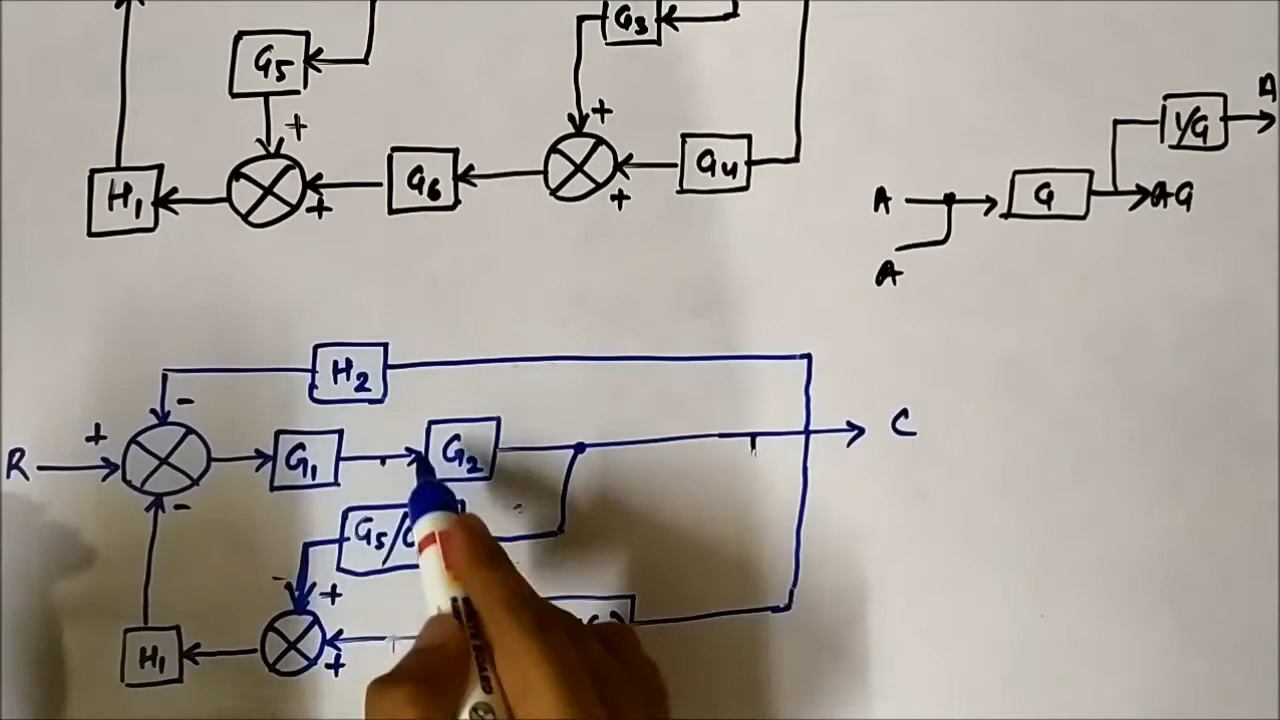 G3
G5
+
+
1/G
A
H1
+
G6
+
G4
A
G
AG
A
H2
-
+
R
G1
G2
C
-
G5/
-
+
H1
+